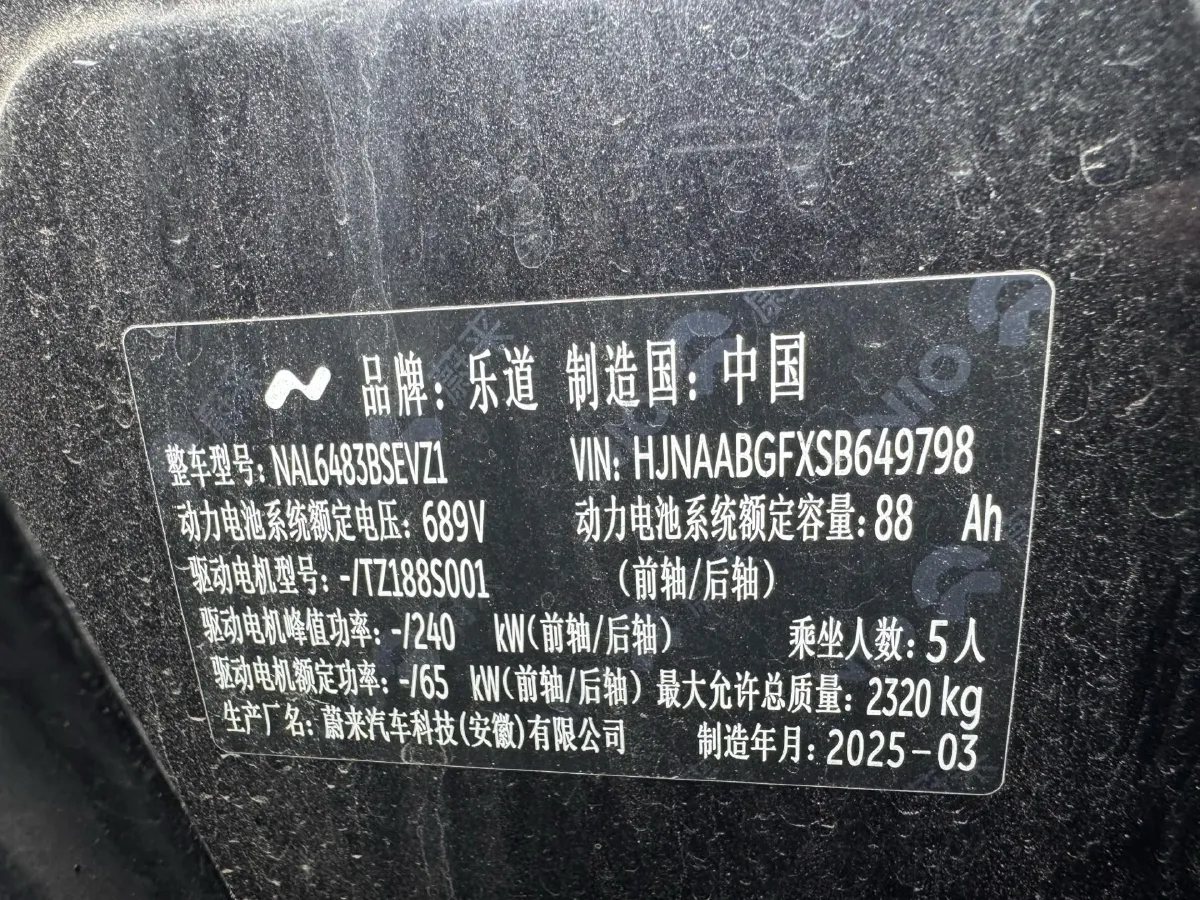 品牌：乐道 制造国：中国
整车型号：NAL6483BSEVZ1 VIN: HJNAABGFXSB649798
动力电池系统额定电压：689V 动力电池系统额定容量：88 Ah
驱动电机型号：-/TZ188S001 （前轴/后轴）
驱动电机峰值功率：-/240 kW（前轴/后轴） 乘坐人数：5人
驱动电机额定功率：-/65 kW（前轴/后轴） 最大允许总质量：2320 kg
生产厂名：蔚来汽车科技(安徽)有限公司 制造年月：2025-03
蔚来
NIO